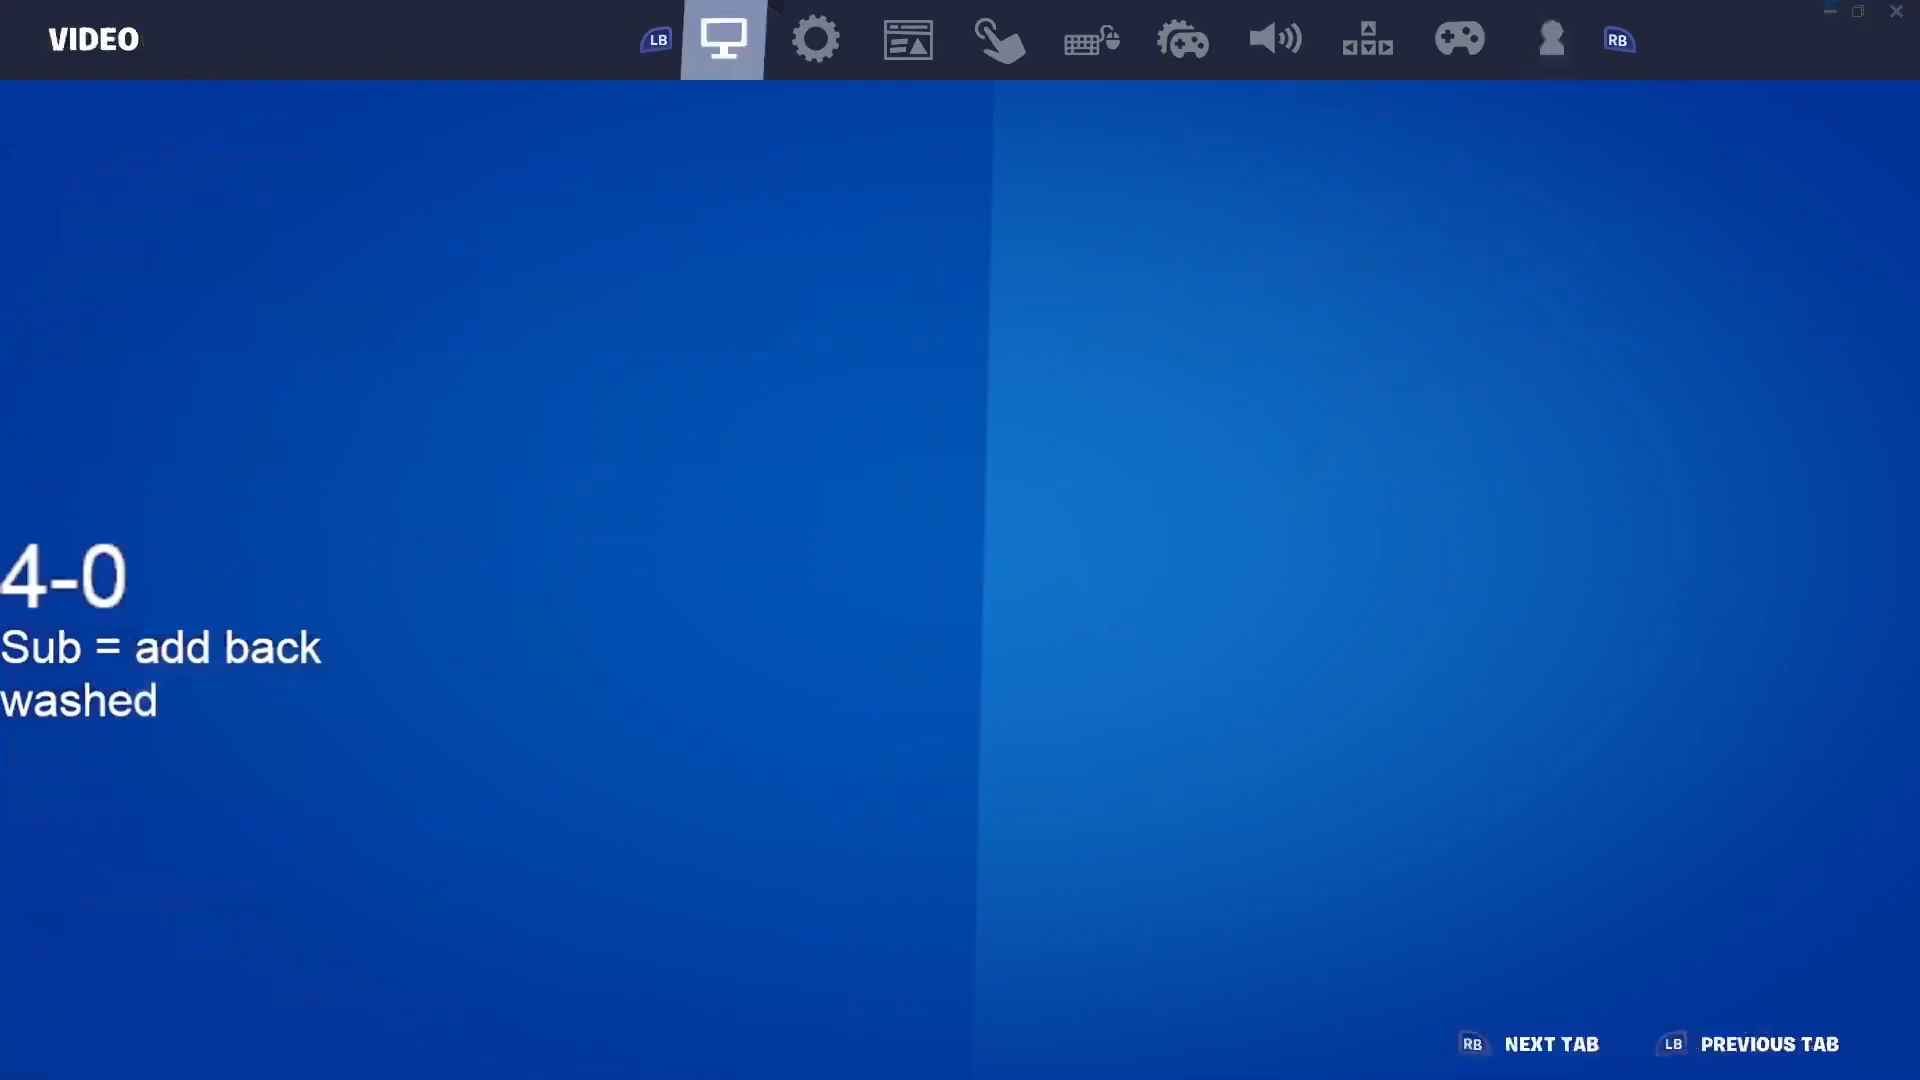 VIDEO
LB
RB
4-0
Sub = add back
washed
RB NEXT TAB
LB PREVIOUS TAB